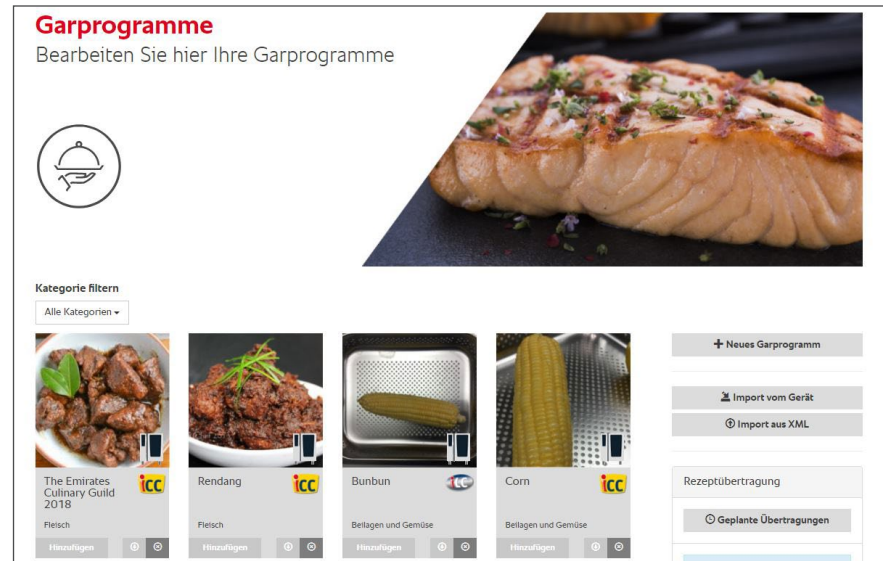 Garprogramme
Bearbeiten Sie hier Ihre Garprogramme
Kategorie filtern
Alle Kategorien
Neues Garprogramm
Import vom Gerät
Import aus XML
The Emirates
Culinary Guild
2018
icc
Fleisch
Hinzufügen
Rendang
icc
Fleisch
Hinzufügen
Bunbun
Beilagen und Gemüse
Hinzufügen
Corn
icc
Beilagen und Gemüse
Hinzufügen
Rezeptübertragung
Geplante Übertragungen